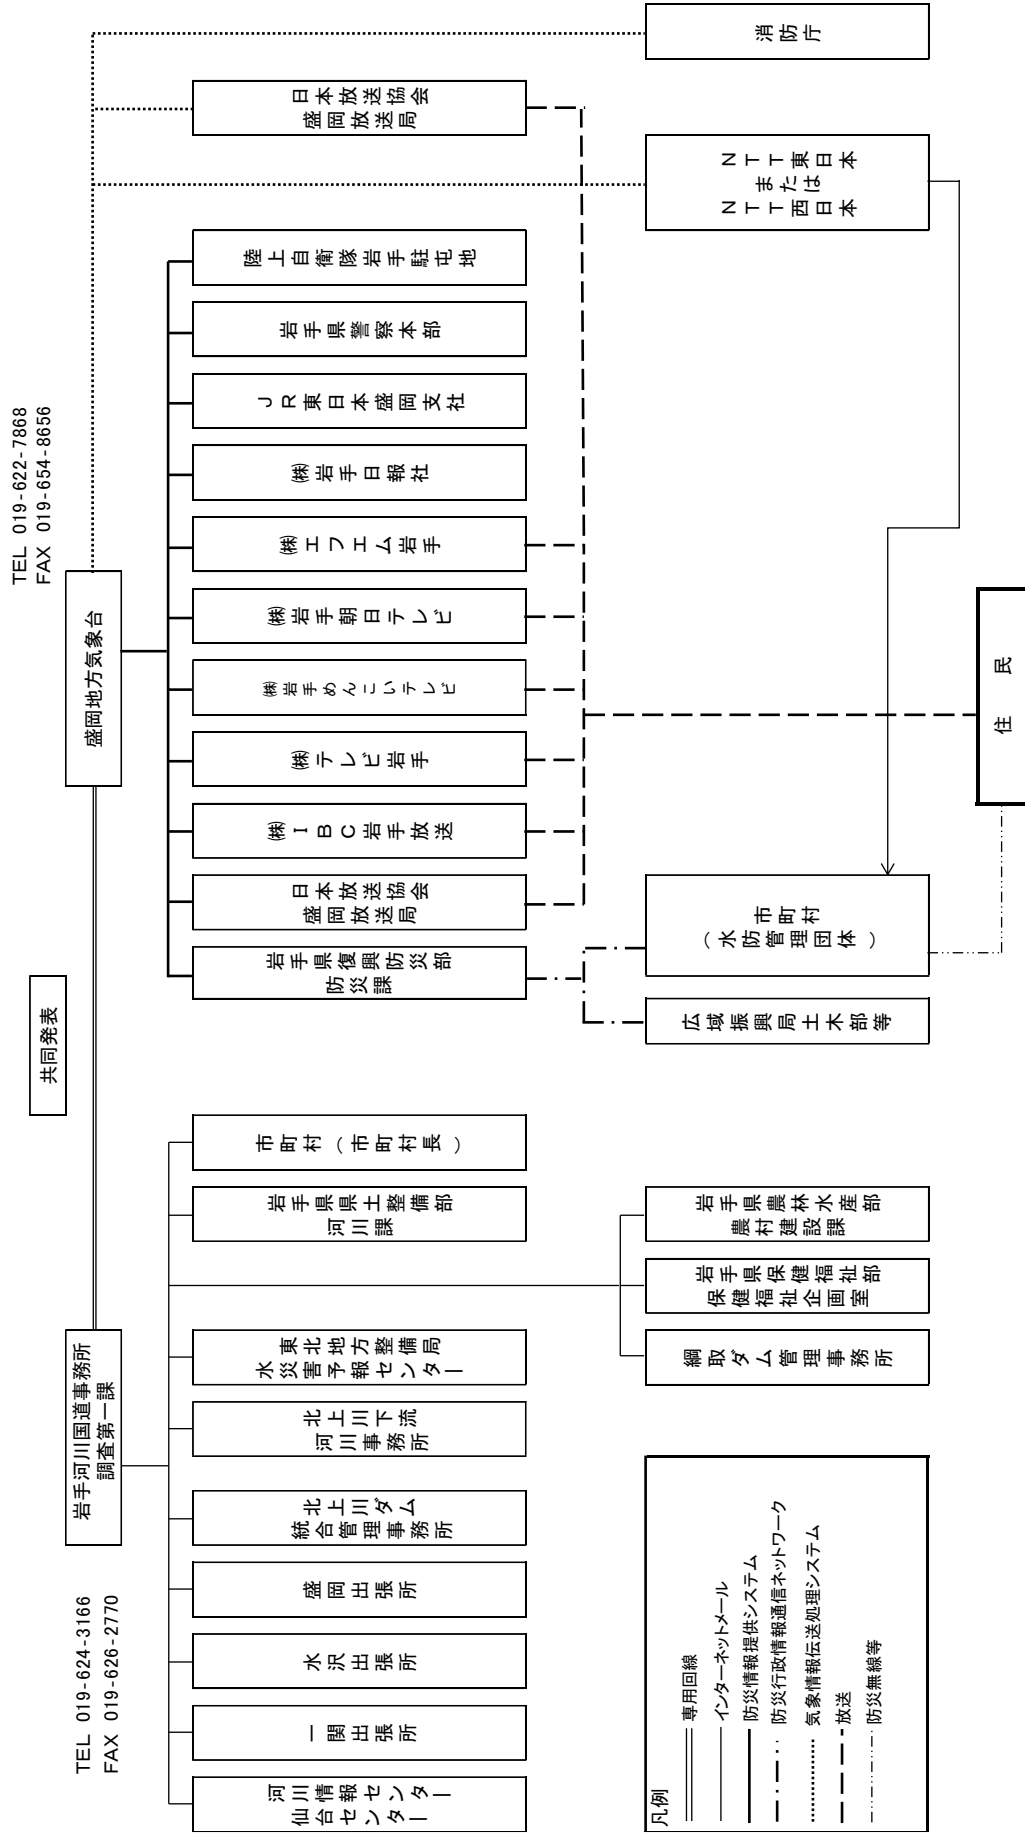 共同発表
TEL 019-624-3166
FAX 019-626-2770
岩手河川国道事務所
調査第一課
盛岡地方気象台
TEL 019-622-7868
FAX 019-654-8656
河川情報センター
仙台センター
一関出張所
水沢出張所
盛岡出張所
北上川ダム
統合管理事務所
北上川下流
河川事務所
東北地方整備局
水災害予報センター
岩手県県土整備部
河川課
市町村(市町村長)
岩手県復興防災部
防災課
日本放送協会
盛岡放送局
㈱IBC岩手放送
㈱テレビ岩手
㈱岩手めんこいテレビ
㈱岩手朝日テレビ
㈱エフエム岩手
㈱岩手日報社
JR東日本盛岡支社
岩手県警察本部
陸上自衛隊岩手駐屯地
日本放送協会
盛岡放送局
綱取ダム管理事務所
岩手県保健福祉部
保健福祉企画室
岩手県農林水産部
農村建設課
広域振興局土木部等
市町村
(水防管理団体)
NTT東日本
または
NTT西日本
消防庁
凡例
専用回線
インターネットメール
防災情報提供システム
防災行政情報通信ネットワーク
気象情報伝送処理システム
放送
防災無線等
住民